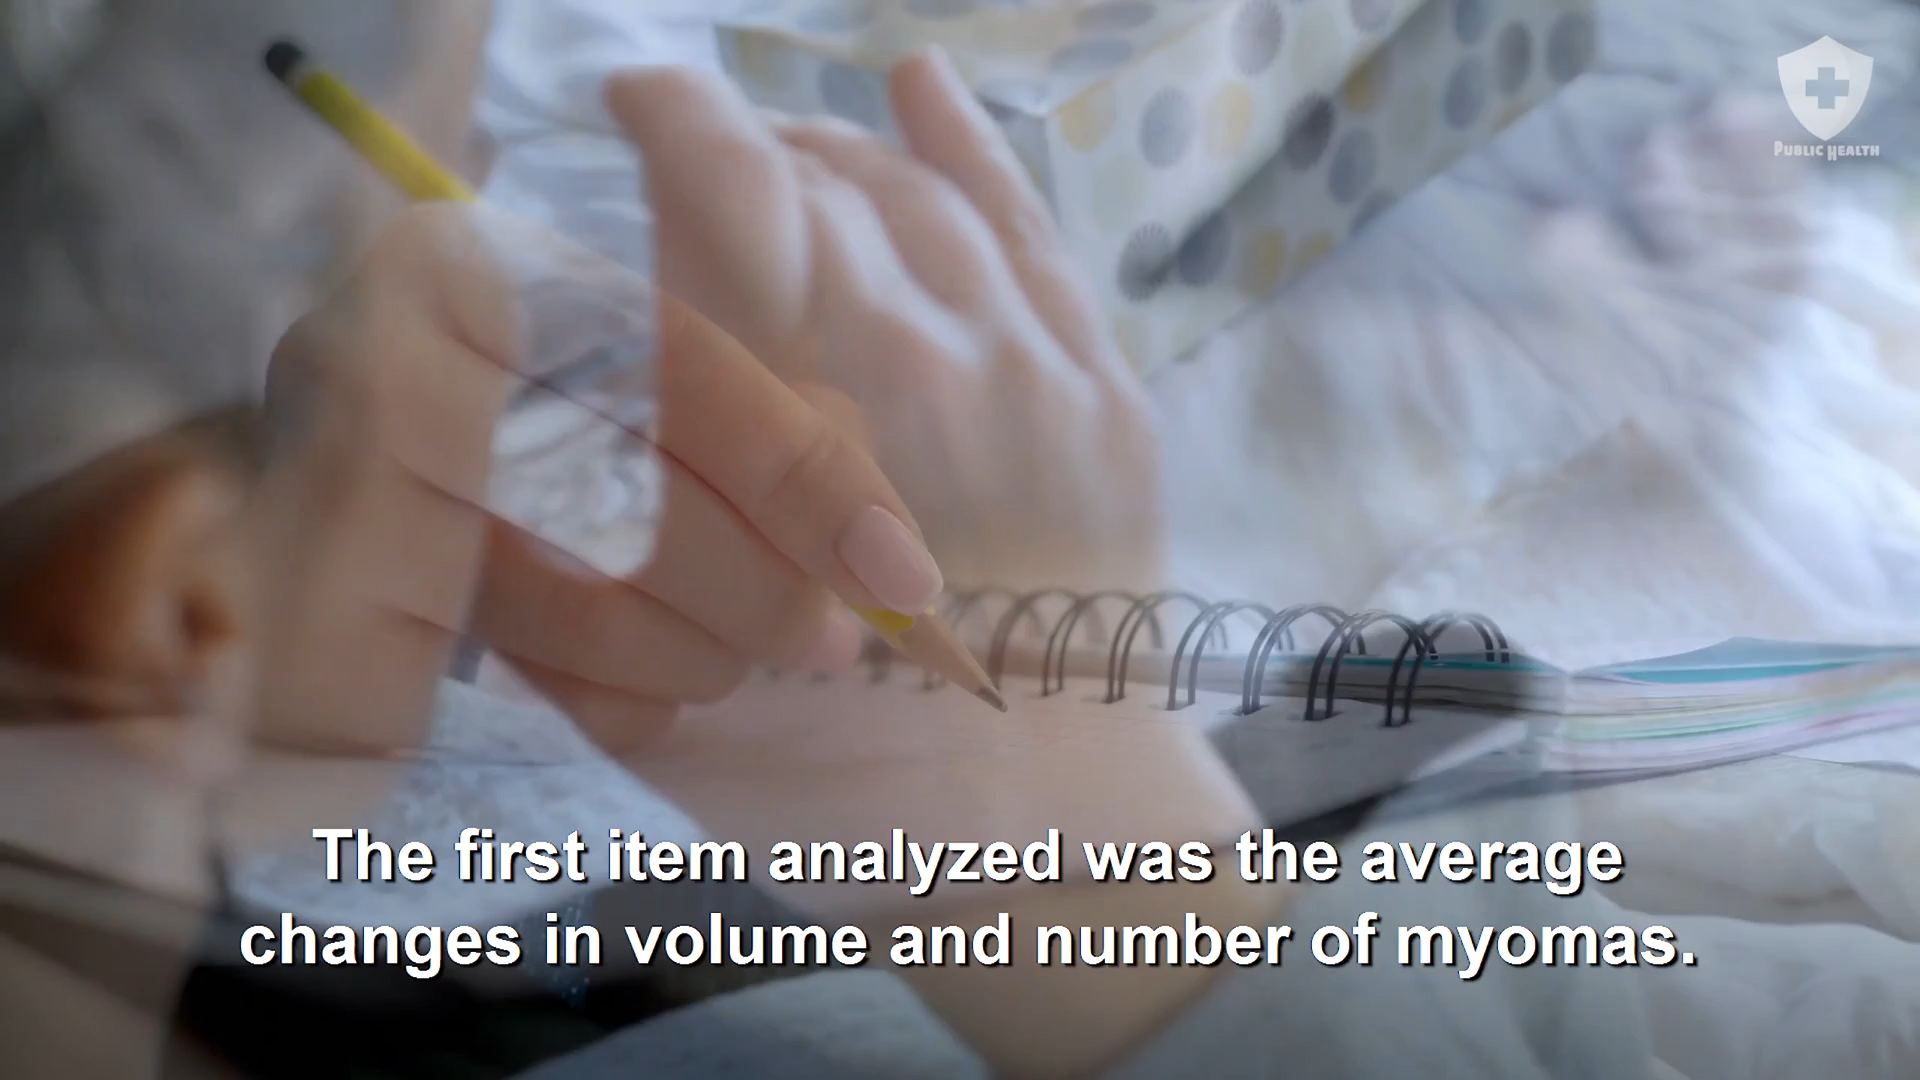 PUBLIC HEALTH
The first item analyzed was the average
changes in volume and number of myomas.